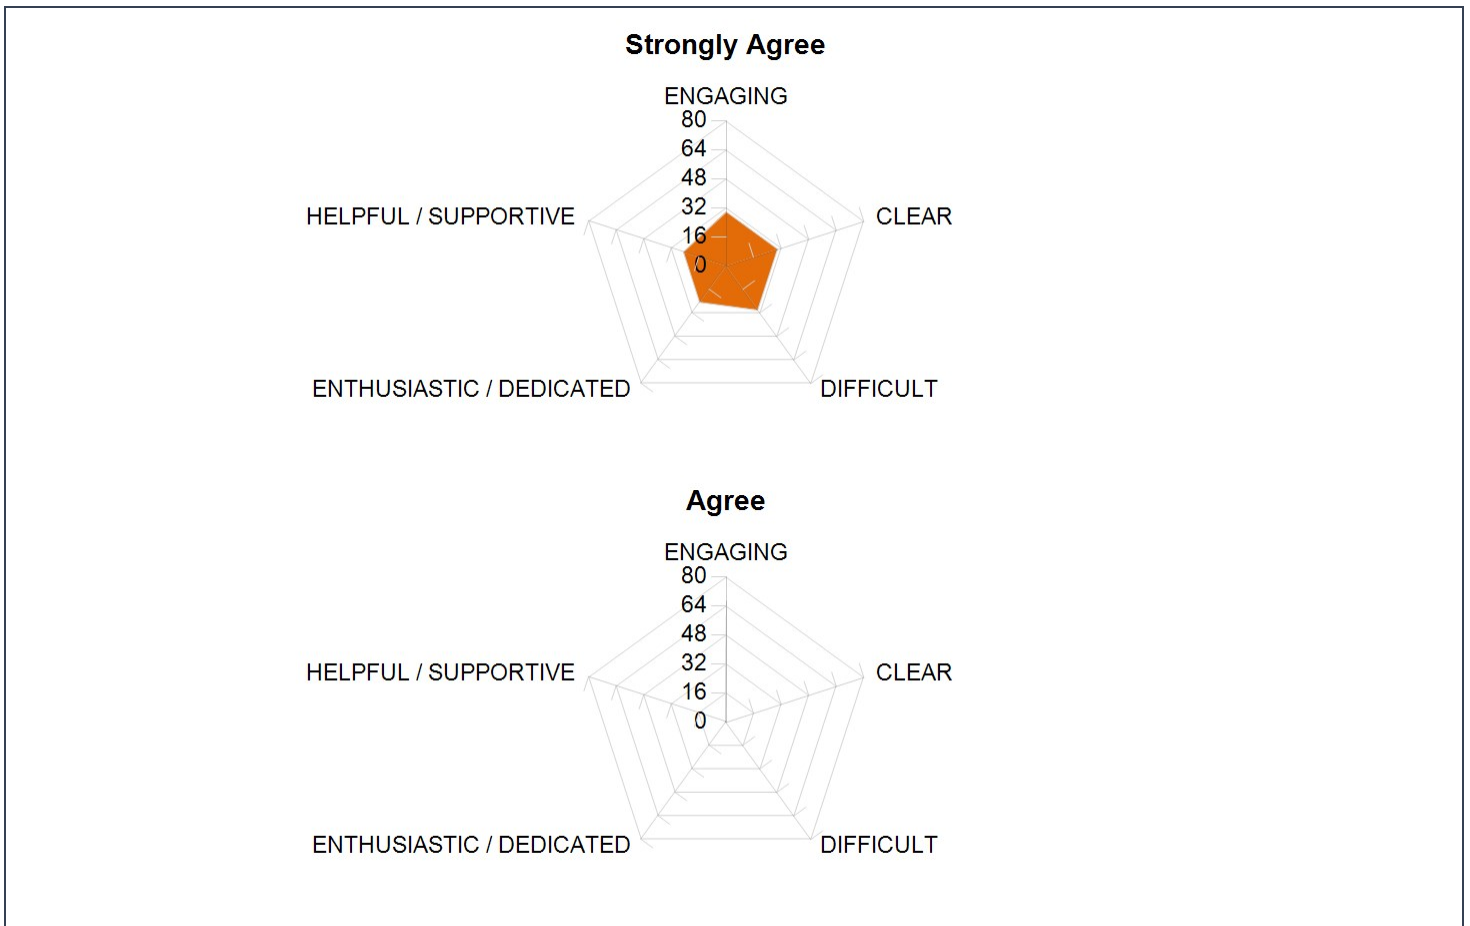 Strongly Agree
ENGAGING
80
64
48
32
16
0
HELPFUL / SUPPORTIVE
CLEAR
ENTHUSIASTIC / DEDICATED
DIFFICULT
Agree
ENGAGING
80
64
48
32
16
0
HELPFUL / SUPPORTIVE
CLEAR
ENTHUSIASTIC / DEDICATED
DIFFICULT